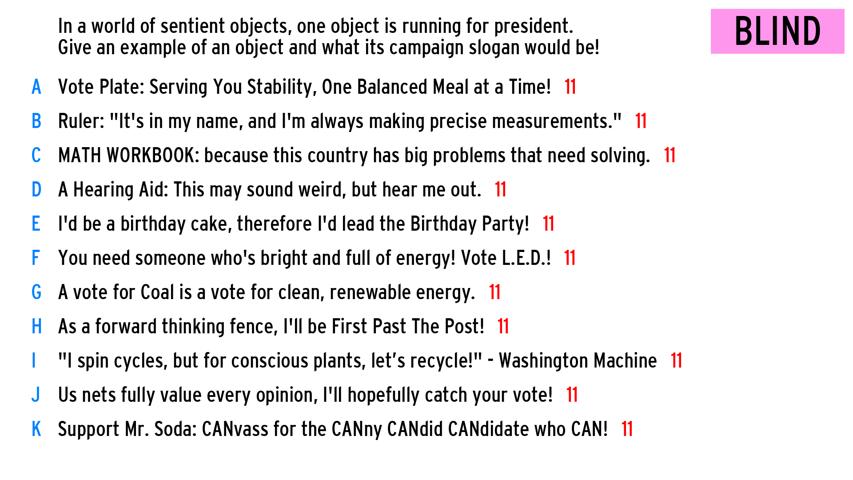 In a world of sentient objects, one object is running for president.
Give an example of an object and what its campaign slogan would be!
BLIND
A Vote Plate: Serving You Stability, One Balanced Meal at a Time! 11
B Ruler: "It's in my name, and I'm always making precise measurements." 11
C MATH WORKBOOK: because this country has big problems that need solving. 11
D A Hearing Aid: This may sound weird, but hear me out. 11
E I'd be a birthday cake, therefore I'd lead the Birthday Party! 11
F You need someone who's bright and full of energy! Vote L.E.D.! 11
G A vote for Coal is a vote for clean, renewable energy. 11
H As a forward thinking fence, I'll be First Past The Post! 11
I "I spin cycles, but for conscious plants, let’s recycle!" - Washington Machine 11
J Us nets fully value every opinion, I'll hopefully catch your vote! 11
K Support Mr. Soda: CANvass for the CANny CANdid CANdidate who CAN! 11